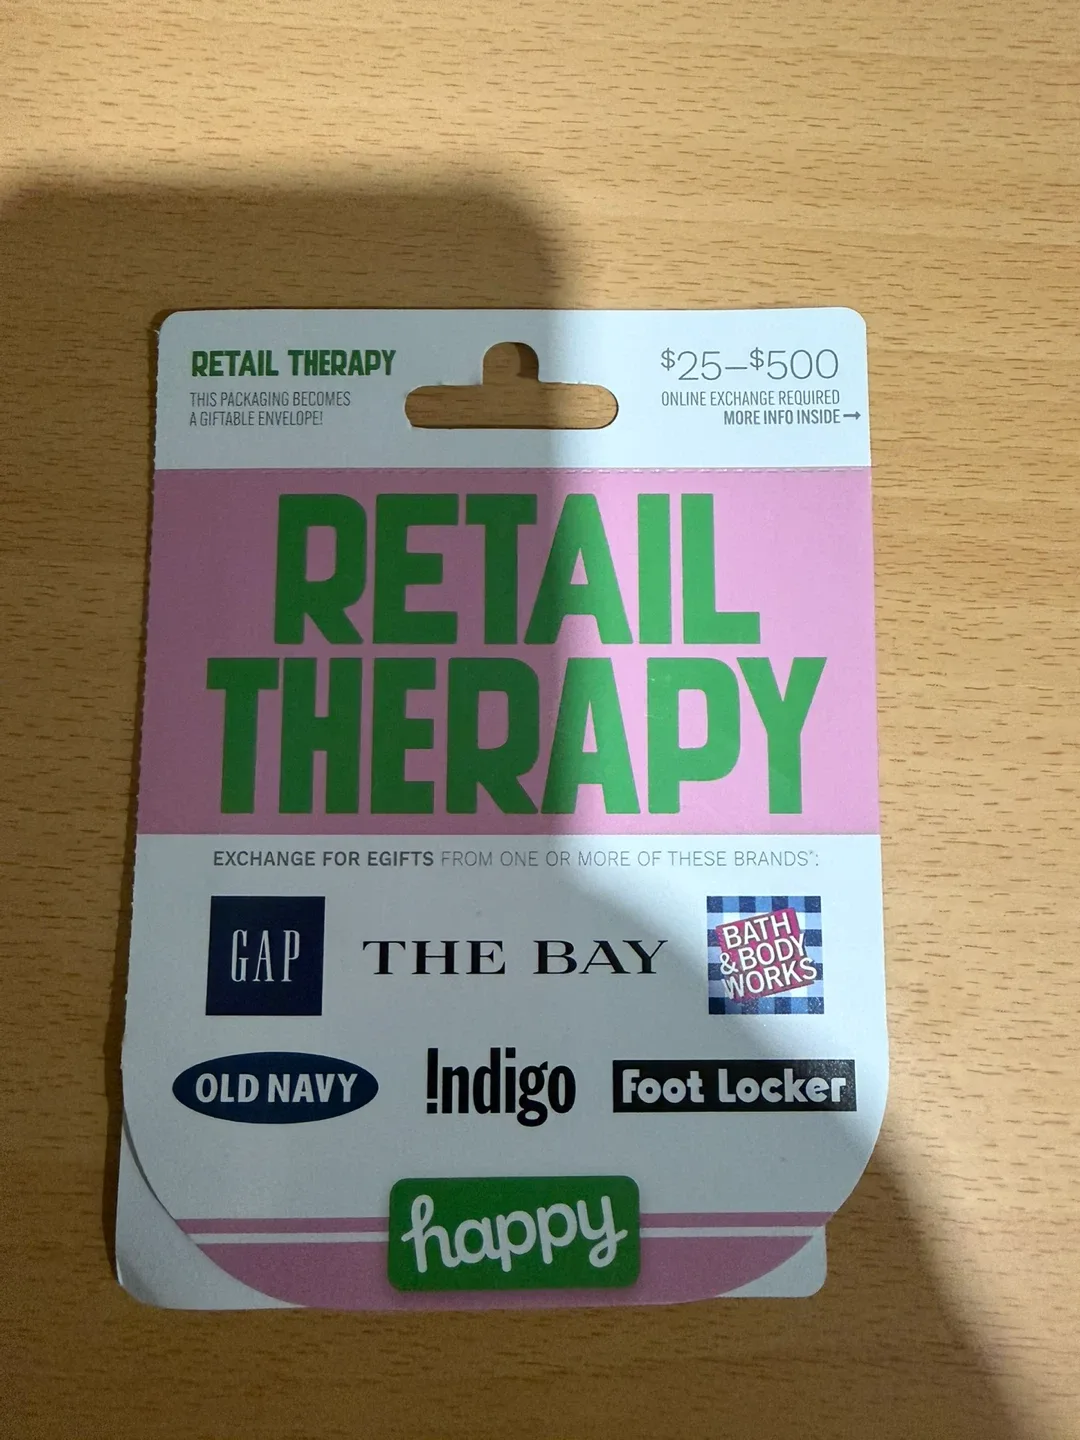 RETAIL THERAPY
THIS PACKAGING BECOMES
A GIFTABLE ENVELOPE!
$25–$500
ONLINE EXCHANGE REQUIRED
MORE INFO INSIDE→
RETAIL
THERAPY
EXCHANGE FOR EGIFTS FROM ONE OR MORE OF THESE BRANDS*:
GAP
THE BAY
BATH
& BODY
WORKS
OLD NAVY
!ndigo
Foot Locker
happy